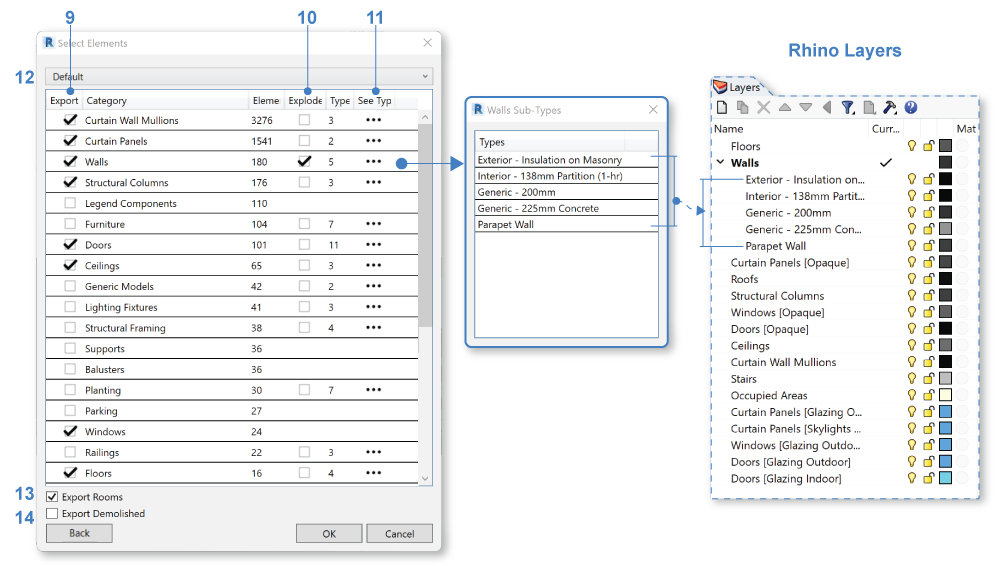 9
10
11
Select Elements
12
Default
Export Category Eleme Explode Type See Typ
Curtain Wall Mullions 3276 3 •••
Curtain Panels 1541 2 •••
Walls 180 5 •••
Structural Columns 176 3 •••
Legend Components 110
Furniture 104 7 •••
Doors 101 11 •••
Ceilings 65 3 •••
Generic Models 42 2 •••
Lighting Fixtures 41 3 •••
Structural Framing 38 4 •••
Supports 36
Balusters 36
Planting 30 7 •••
Parking 27
Windows 24
Railings 22 3 •••
Floors 16 4 •••
13
Export Rooms
14
Export Demolished
Back OK Cancel
Walls Sub-Types
Types
Exterior - Insulation on Masonry
Interior - 138mm Partition (1-hr)
Generic - 200mm
Generic - 225mm Concrete
Parapet Wall
Rhino Layers
Layers
Name Curr... Mat
Floors
Walls
Exterior - Insulation on...
Interior - 138mm Partit...
Generic - 200mm
Generic - 225mm Con...
Parapet Wall
Curtain Panels [Opaque]
Roofs
Structural Columns
Windows [Opaque]
Doors [Opaque]
Ceilings
Curtain Wall Mullions
Stairs
Occupied Areas
Curtain Panels [Glazing O...
Curtain Panels [Skylights ...
Windows [Glazing Outdo...
Doors [Glazing Outdoor]
Doors [Glazing Indoor]